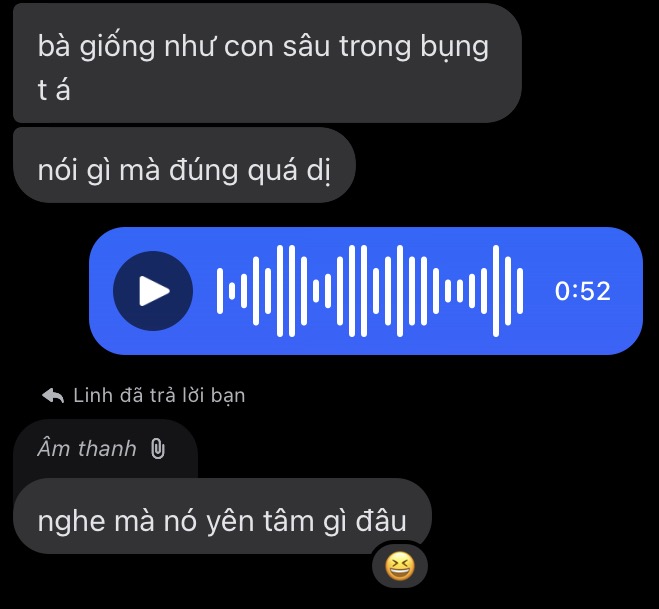 bà giống như con sâu trong bụng
t á
nói gì mà đúng quá dị
0:52
Linh đã trả lời bạn
Âm thanh
nghe mà nó yên tâm gì đâu